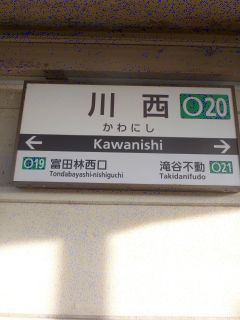 川西 O20
かわにし
← Kawanishi →
O19 富田林西口 滝谷不動 O21
Tondabayashi-nishiguchi Takidanifudo